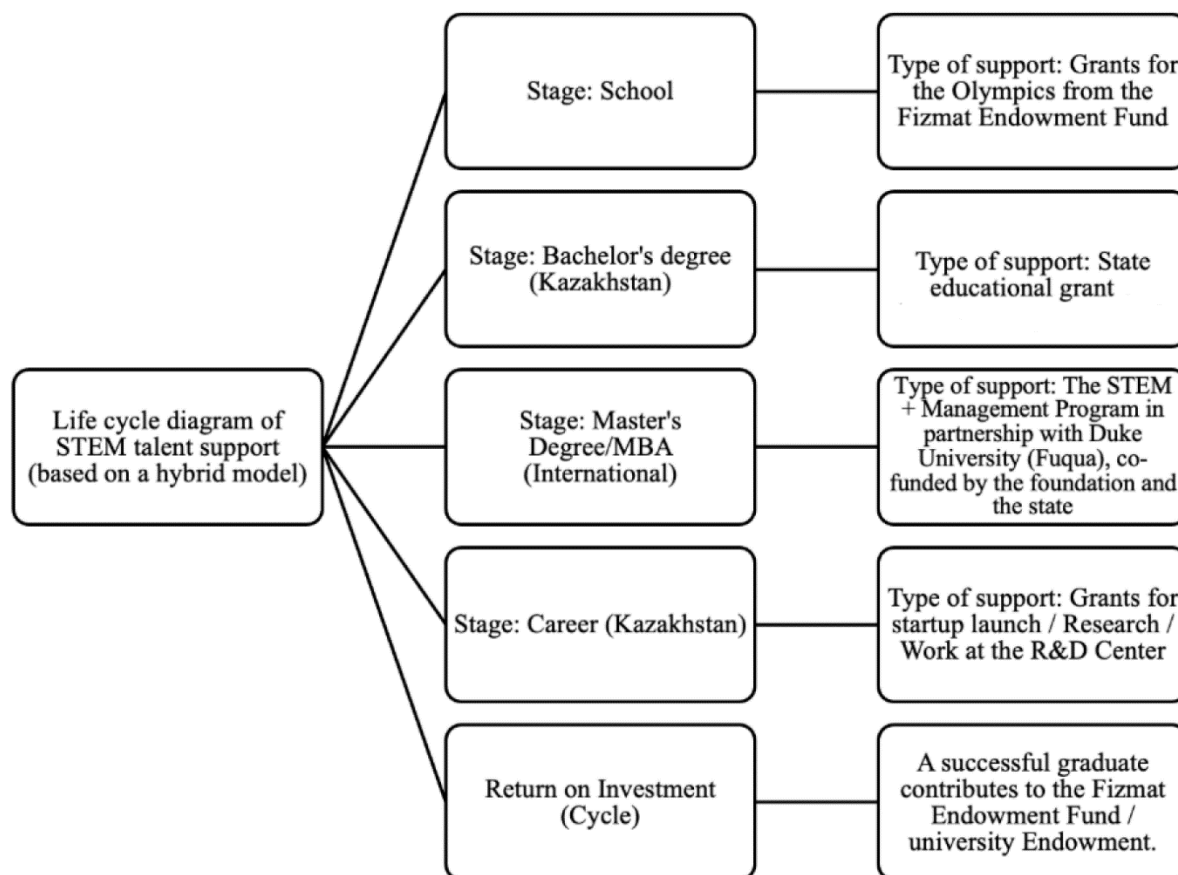 Life cycle diagram of
STEM talent support
(based on a hybrid model)
Stage: School
Type of support: Grants for
the Olympics from the
Fizmat Endowment Fund
Stage: Bachelor's degree
(Kazakhstan)
Type of support: State
educational grant
Stage: Master's
Degree/MBA
(International)
Type of support: The STEM
+ Management Program in
partnership with Duke
University (Fuqua), co-
funded by the foundation and
the state
Stage: Career (Kazakhstan)
Type of support: Grants for
startup launch / Research /
Work at the R&D Center
Return on Investment
(Cycle)
A successful graduate
contributes to the Fizmat
Endowment Fund /
university Endowment.